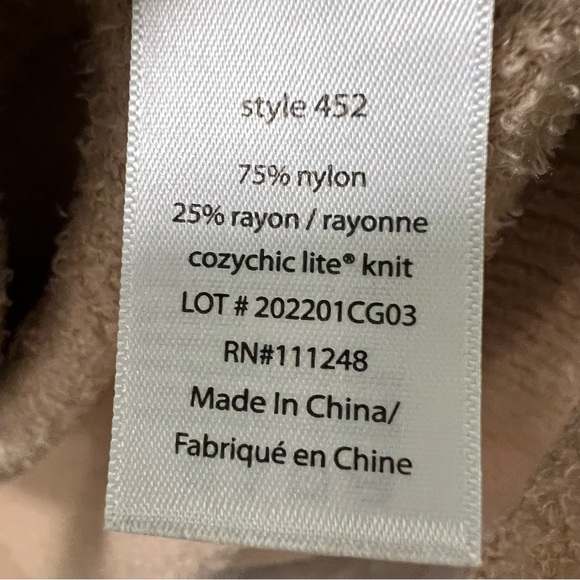 style 452
75% nylon
25% rayon / rayonne
cozychic lite® knit
LOT # 202201CG03
RN#111248
Made In China/
Fabriqué en Chine